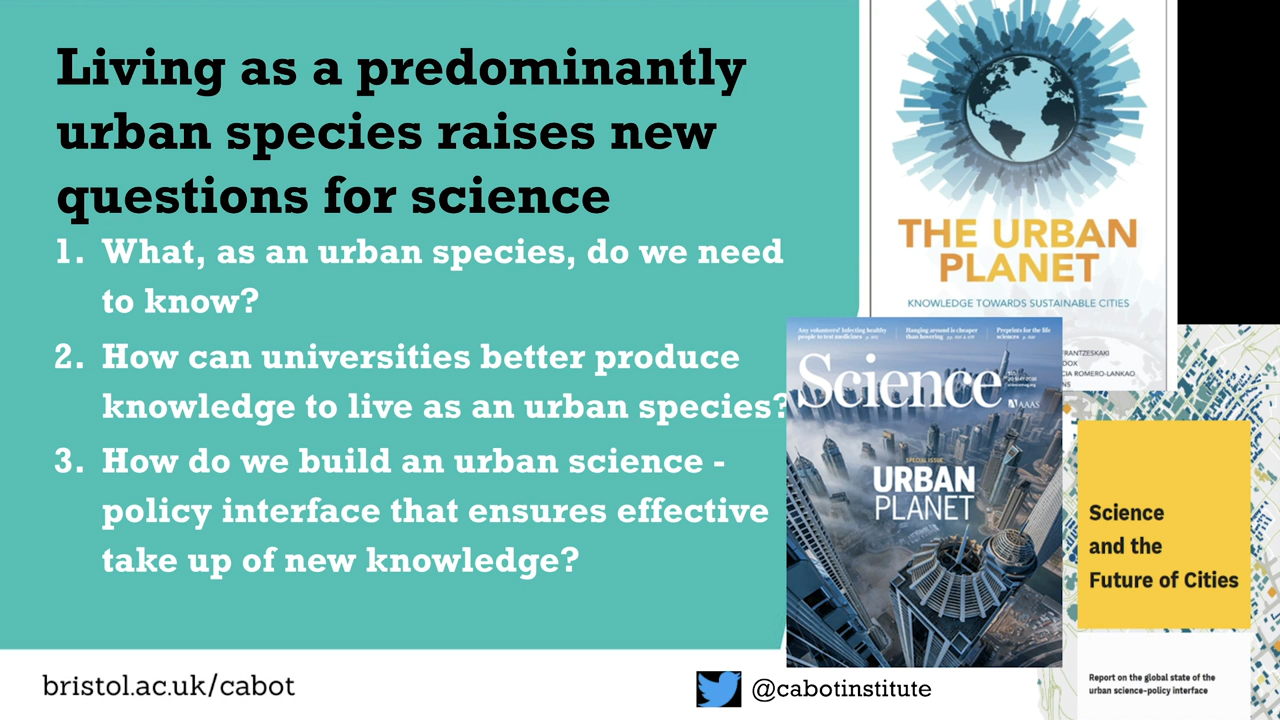 Living as a predominantly
urban species raises new
questions for science
1. What, as an urban species, do we need
to know?
2. How can universities better produce
knowledge to live as an urban species?
3. How do we build an urban science -
policy interface that ensures effective
take up of new knowledge?
bristol.ac.uk/cabot
@cabotinstitute
THE URBAN
PLANET
KNOWLEDGE TOWARDS SUSTAINABLE CITIES
FRANTZESKAKI
CIA ROMERO-LANKAO
Any volunteers? Infecting healthy
people to test medicines
Hanging around is cheaper
than hovering
Preprints for the life
sciences
Science
AAAS
SPECIAL ISSUE
URBAN
PLANET
Science
and the
Future of Cities
Report on the global state of the
urban science-policy interface